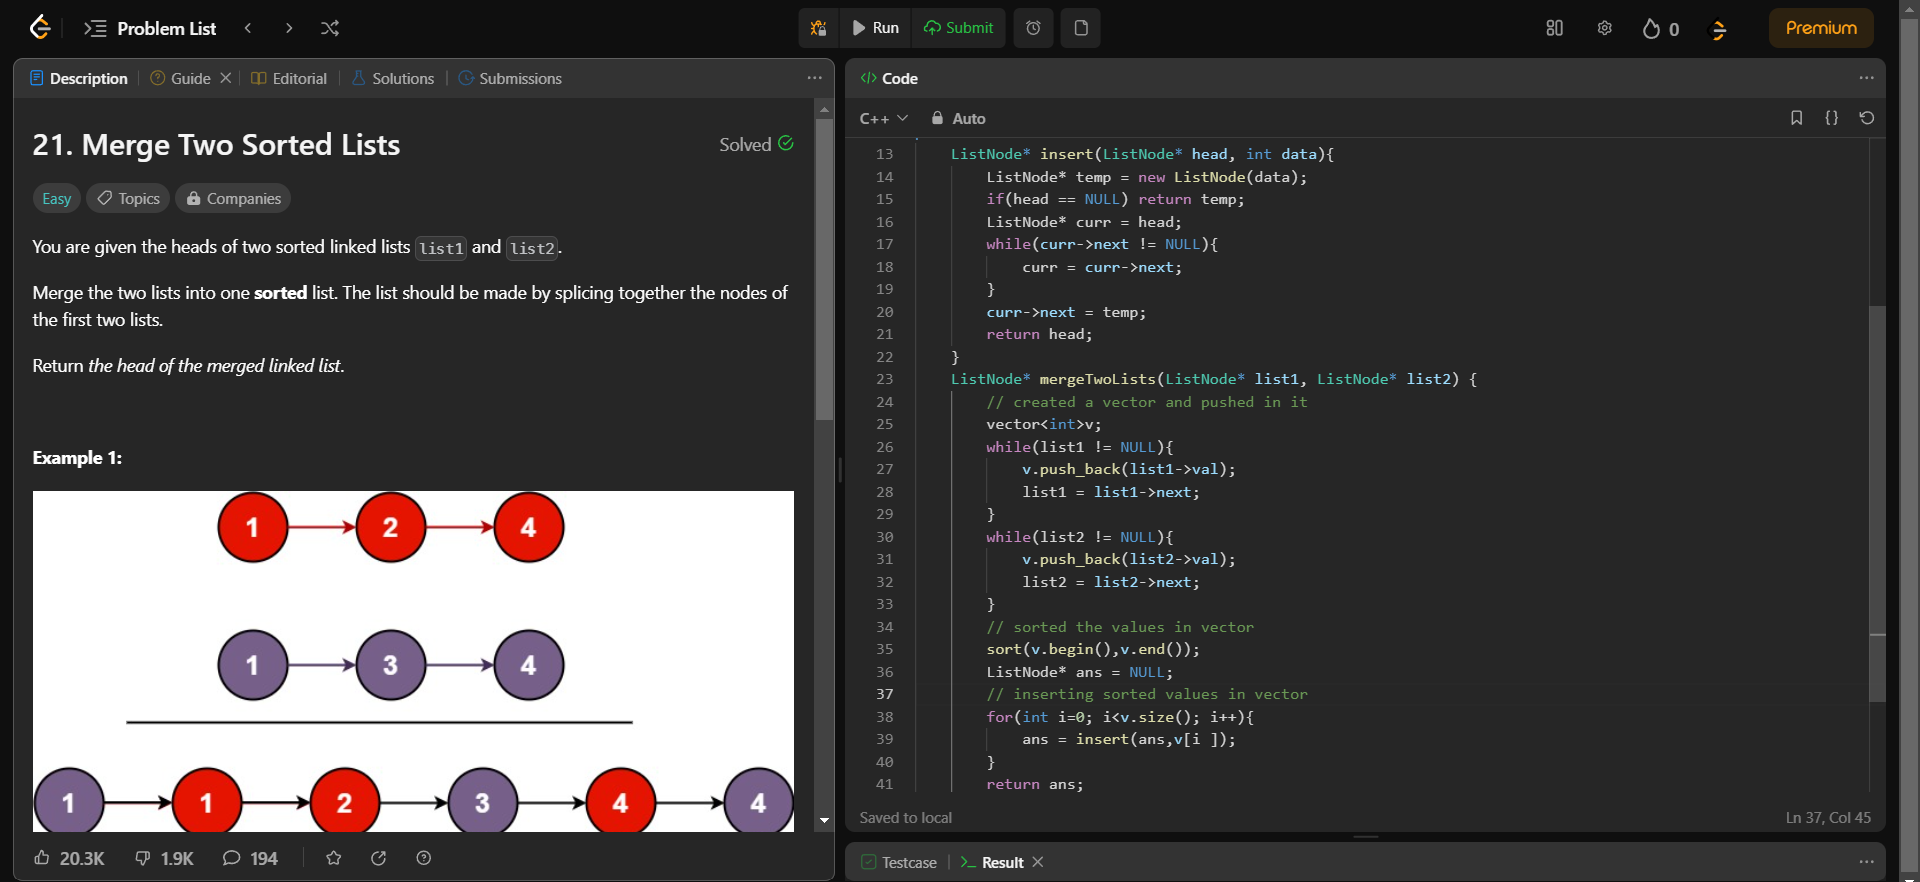 Problem List
Run
Submit
0
Premium
Description
Guide
Editorial
Solutions
Submissions
21. Merge Two Sorted Lists
Solved
Easy
Topics
Companies
You are given the heads of two sorted linked lists list1 and list2.
Merge the two lists into one sorted list. The list should be made by splicing together the nodes of
the first two lists.
Return the head of the merged linked list.
Example 1:
1 2 4
1 3 4
1 1 2 3 4 4
20.3K
1.9K
194
</> Code
C++
Auto
13 ListNode* insert(ListNode* head, int data){
14 ListNode* temp = new ListNode(data);
15 if(head == NULL) return temp;
16 ListNode* curr = head;
17 while(curr->next != NULL){
18 curr = curr->next;
19 }
20 curr->next = temp;
21 return head;
22 }
23 ListNode* mergeTwoLists(ListNode* list1, ListNode* list2) {
24 // created a vector and pushed in it
25 vector<int>v;
26 while(list1 != NULL){
27 v.push_back(list1->val);
28 list1 = list1->next;
29 }
30 while(list2 != NULL){
31 v.push_back(list2->val);
32 list2 = list2->next;
33 }
34 // sorted the values in vector
35 sort(v.begin(),v.end());
36 ListNode* ans = NULL;
37 // inserting sorted values in vector
38 for(int i=0; i<v.size(); i++){
39 ans = insert(ans,v[i ]);
40 }
41 return ans;
Saved to local
Ln 37, Col 45
Testcase
Result